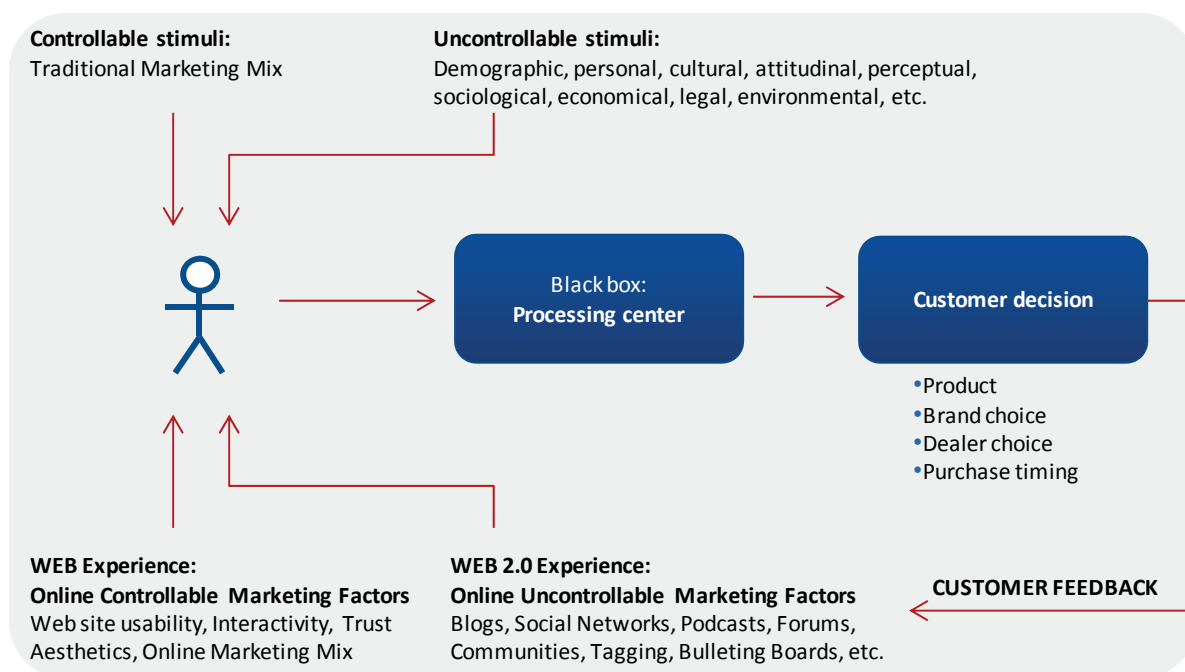 Controllable stimuli:
Traditional Marketing Mix
Uncontrollable stimuli:
Demographic, personal, cultural, attitudinal, perceptual,
sociological, economical, legal, environmental, etc.
Black box:
Processing center
Customer decision
•Product
•Brand choice
•Dealer choice
•Purchase timing
WEB Experience:
Online Controllable Marketing Factors
Web site usability, Interactivity, Trust
Aesthetics, Online Marketing Mix
WEB 2.0 Experience:
Online Uncontrollable Marketing Factors
Blogs, Social Networks, Podcasts, Forums,
Communities, Tagging, Bulleting Boards, etc.
CUSTOMER FEEDBACK